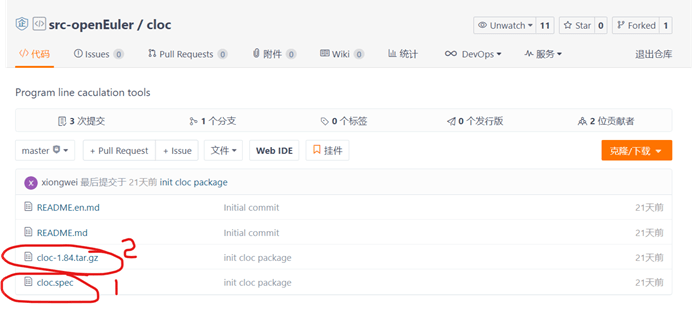 src-openEuler / cloc
Unwatch 11 Star 0 Forked 1
代码 Issues 0 Pull Requests 0 附件 0 Wiki 0 统计 DevOps 服务 退出仓库
Program line caculation tools
3 次提交 1 个分支 0 个标签 0 个发行版 2 位贡献者
master + Pull Request + Issue 文件 Web IDE 挂件 克隆/下载
X xiongwei 最后提交于 21天前 init cloc package
README.en.md Initial commit 21天前
README.md Initial commit 21天前
cloc-1.84.tar.gz 2 init cloc package 21天前
cloc.spec 1 init cloc package 21天前